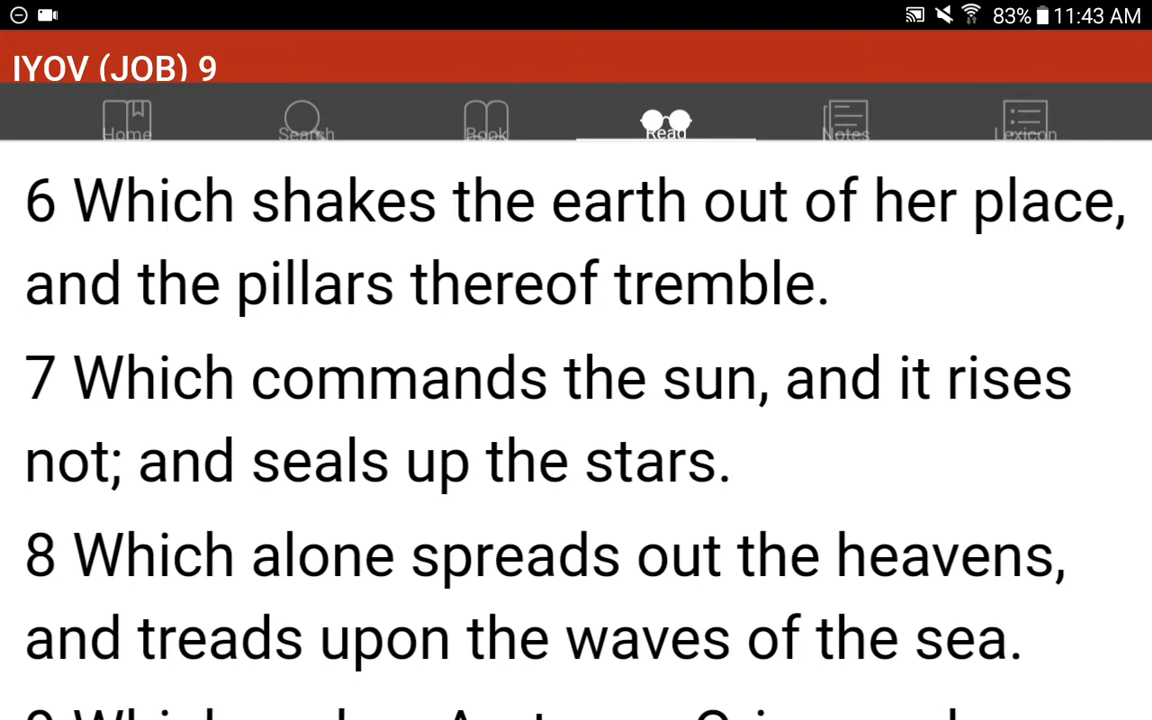 83% 11:43 AM
IYOV (JOB) 9
Home Search Book Read Notes Lexicon
6 Which shakes the earth out of her place,
and the pillars thereof tremble.
7 Which commands the sun, and it rises
not; and seals up the stars.
8 Which alone spreads out the heavens,
and treads upon the waves of the sea.